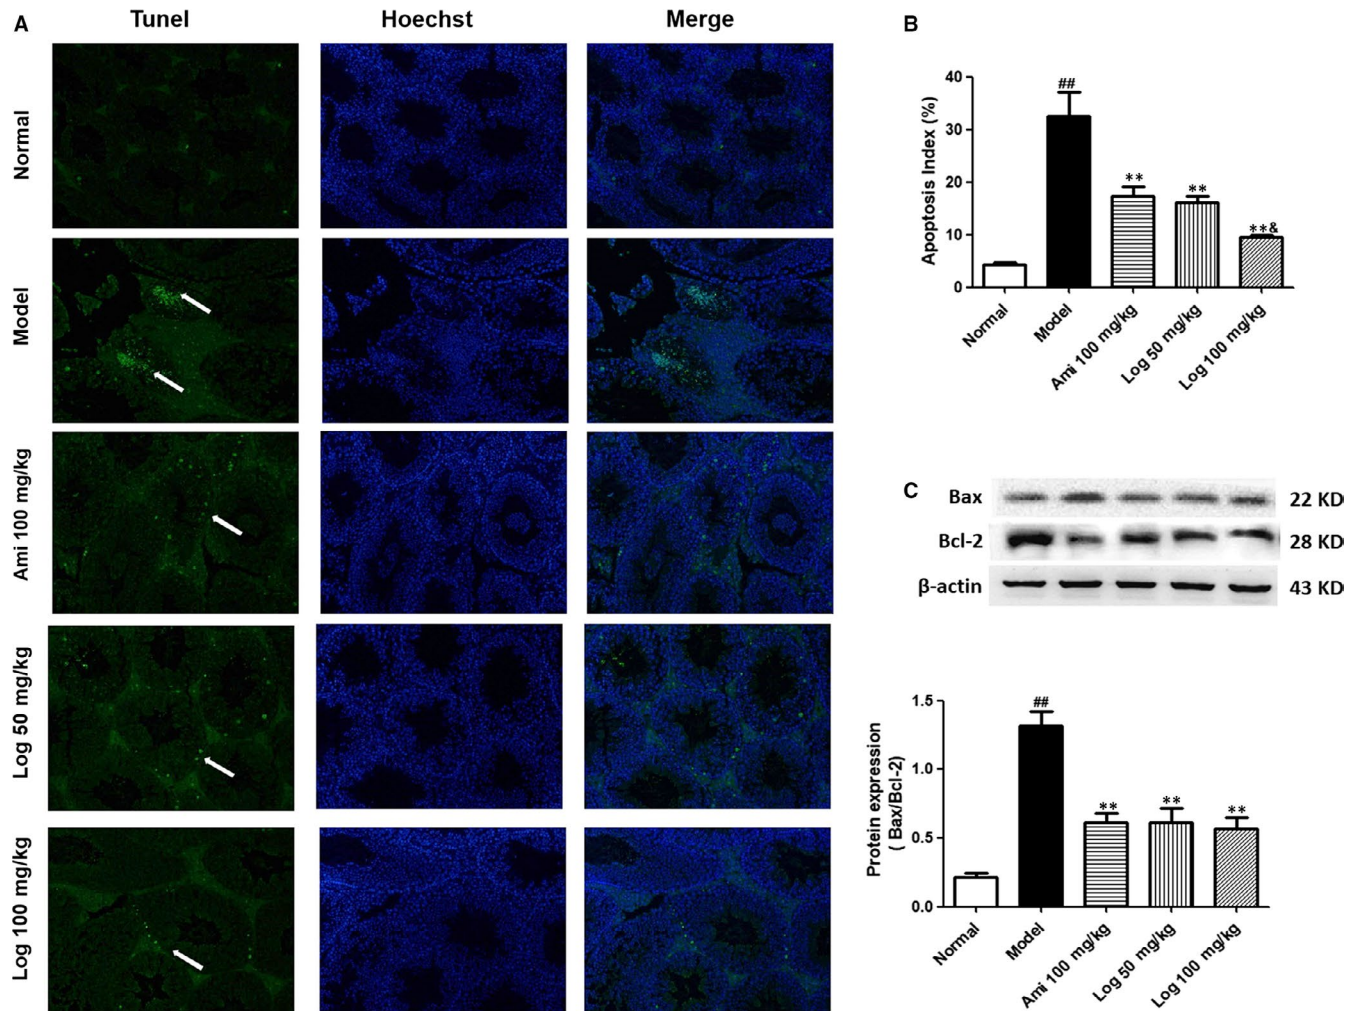 A
Tunel
Hoechst
Merge
Normal
Model
Ami 100 mg/kg
Log 50 mg/kg
Log 100 mg/kg
B
Apoptosis Index (%)
40
30
20
10
0
##
**
**
**&
Normal
Model
Ami 100 mg/kg
Log 50 mg/kg
Log 100 mg/kg
C
Bax
22 KD
Bcl-2
28 KD
β-actin
43 KD
Protein expression
( Bax/Bcl-2)
1.5
1.0
0.5
0.0
##
**
**
**
Normal
Model
Ami 100 mg/kg
Log 50 mg/kg
Log 100 mg/kg